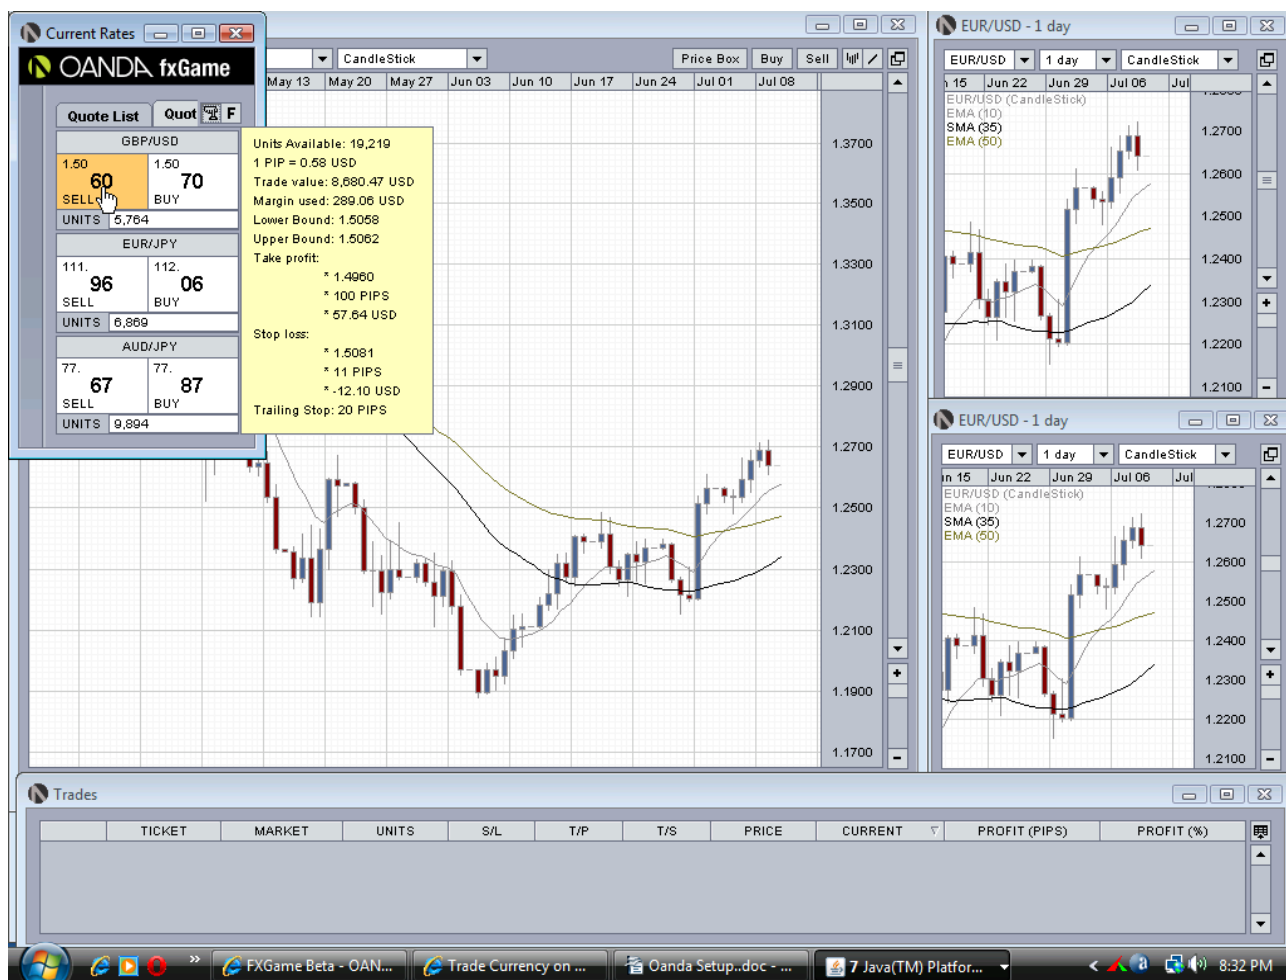 Current Rates
OANDA fxGame
Quote List
Quot
F
GBP/USD
1.50
60
SELL
1.50
70
BUY
UNITS 5,764
EUR/JPY
111.
96
SELL
112.
06
BUY
UNITS 6,869
AUD/JPY
77.
67
SELL
77.
87
BUY
UNITS 9,894
Units Available: 19,219
1 PIP = 0.58 USD
Trade value: 8,680.47 USD
Margin used: 289.06 USD
Lower Bound: 1.5058
Upper Bound: 1.5062
Take profit:
* 1.4960
* 100 PIPS
* 57.64 USD
Stop loss:
* 1.5081
* 11 PIPS
* -12.10 USD
Trailing Stop: 20 PIPS
CandleStick
Price Box Buy Sell
May 13 May 20 May 27 Jun 03 Jun 10 Jun 17 Jun 24 Jul 01 Jul 08
1.3700
1.3500
1.3300
1.3100
1.2900
1.2700
1.2500
1.2300
1.2100
1.1900
1.1700
EUR/USD - 1 day
EUR/USD 1 day CandleStick
15 Jun 22 Jun 29 Jul 06 Jul
EUR/USD (CandleStick)
EMA (10)
SMA (35)
EMA (50)
1.2700
1.2600
1.2500
1.2400
1.2300
1.2200
1.2100
EUR/USD - 1 day
EUR/USD 1 day CandleStick
15 Jun 22 Jun 29 Jul 06 Jul
EUR/USD (CandleStick)
EMA (10)
SMA (35)
EMA (50)
1.2700
1.2600
1.2500
1.2400
1.2300
1.2200
1.2100
Trades
TICKET MARKET UNITS S/L T/P T/S PRICE CURRENT PROFIT (PIPS) PROFIT (%)
FXGame Beta - OAN... Trade Currency on ... Oanda Setup..doc - ... 7 Java(TM) Platfor... 8:32 PM